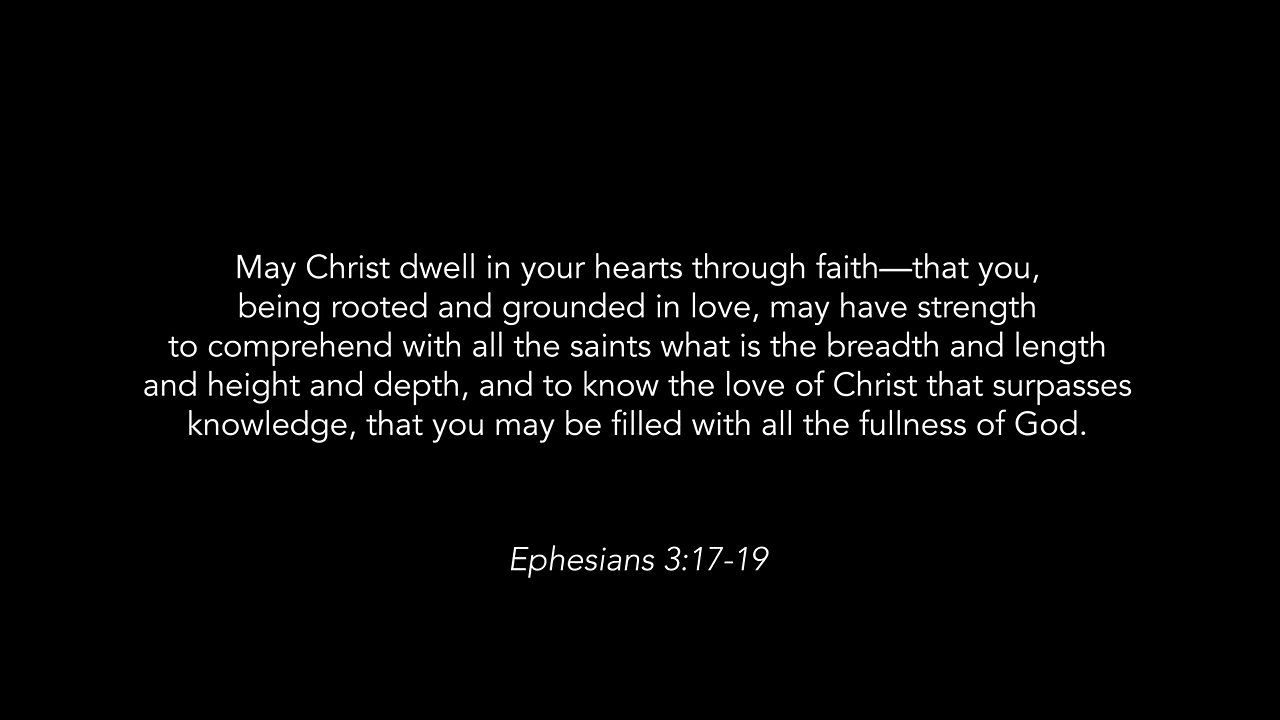 May Christ dwell in your hearts through faith—that you,
being rooted and grounded in love, may have strength
to comprehend with all the saints what is the breadth and length
and height and depth, and to know the love of Christ that surpasses
knowledge, that you may be filled with all the fullness of God.
Ephesians 3:17-19